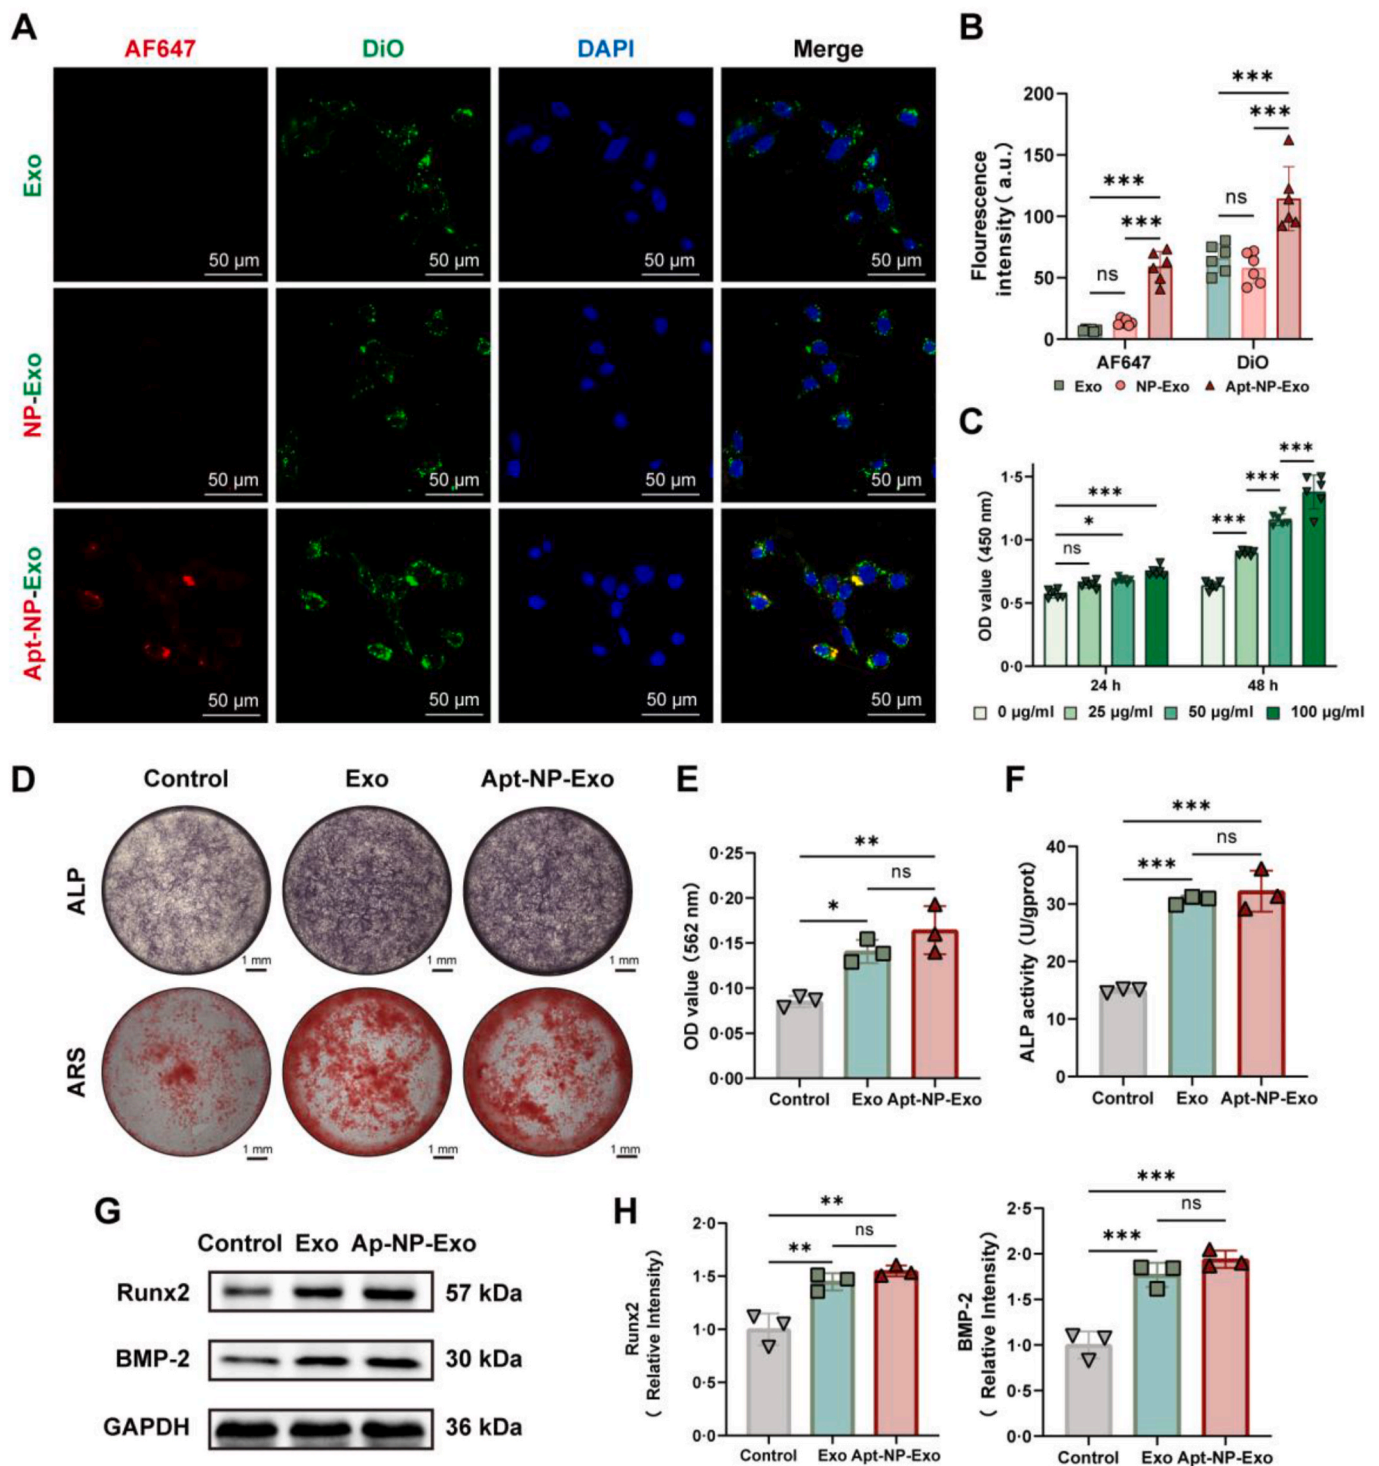 A
AF647 DiO DAPI Merge
Exo
50 µm 50 µm 50 µm 50 µm
NP-Exo
50 µm 50 µm 50 µm 50 µm
Apt-NP-Exo
50 µm 50 µm 50 µm 50 µm
B
Flourescence
intensity( a.u.)
200
150
100
50
0
***
***
***
***
ns
ns
AF647 DiO
Exo NP-Exo Apt-NP-Exo
C
OD value (450 nm)
1·5
1·0
0·5
0·0
***
*
ns
***
***
***
24 h 48 h
0 µg/ml 25 µg/ml 50 µg/ml 100 µg/ml
D
Control Exo Apt-NP-Exo
ALP
1 mm 1 mm 1 mm
ARS
1 mm 1 mm 1 mm
E
OD value (562 nm)
0·25
0·20
0·15
0·10
0·05
0·00
**
ns
*
Control Exo Apt-NP-Exo
F
ALP activity (U/gprot)
40
30
20
10
0
***
ns
***
Control Exo Apt-NP-Exo
G
Control Exo Ap-NP-Exo
Runx2 57 kDa
BMP-2 30 kDa
GAPDH 36 kDa
H
Runx2
( Relative Intensity)
2·0
1·5
1·0
0·5
0·0
**
ns
**
Control Exo Apt-NP-Exo
BMP-2
( Relative Intensity)
2·5
2·0
1·5
1·0
0·5
0·0
***
ns
***
Control Exo Apt-NP-Exo